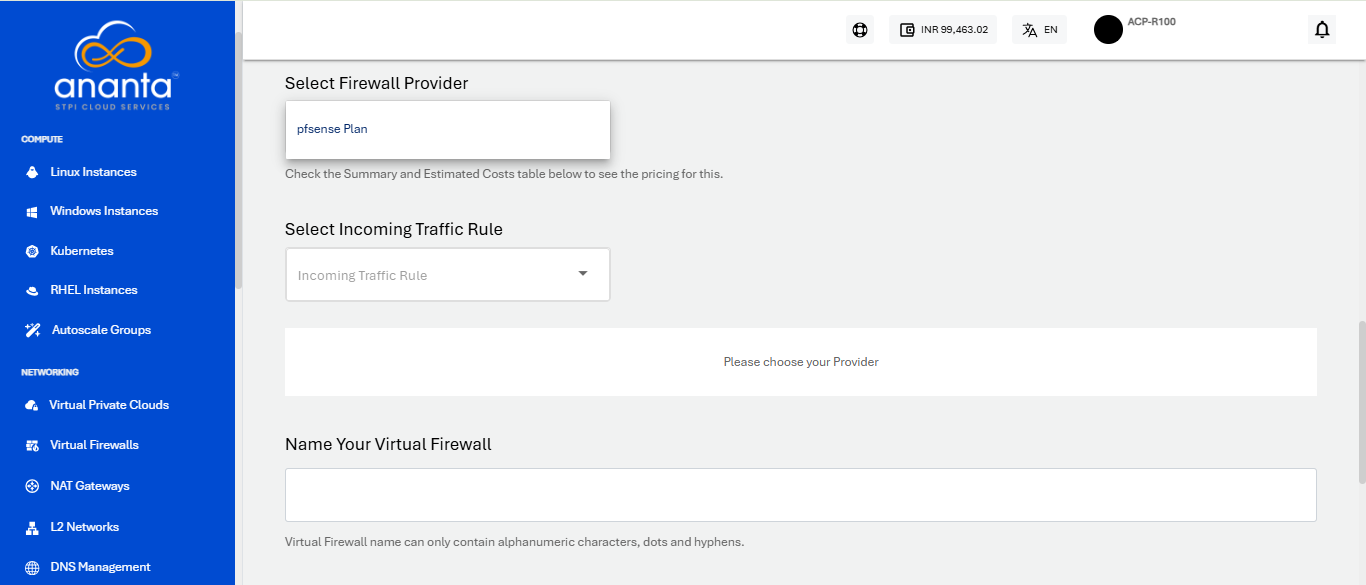 ananta
STPI CLOUD SERVICES
COMPUTE
Linux Instances
Windows Instances
Kubernetes
RHEL Instances
Autoscale Groups
NETWORKING
Virtual Private Clouds
Virtual Firewalls
NAT Gateways
L2 Networks
DNS Management
INR 99,463.02
EN
ACP-R100
Select Firewall Provider
pfsense Plan
Check the Summary and Estimated Costs table below to see the pricing for this.
Select Incoming Traffic Rule
Incoming Traffic Rule
Please choose your Provider
Name Your Virtual Firewall
Virtual Firewall name can only contain alphanumeric characters, dots and hyphens.